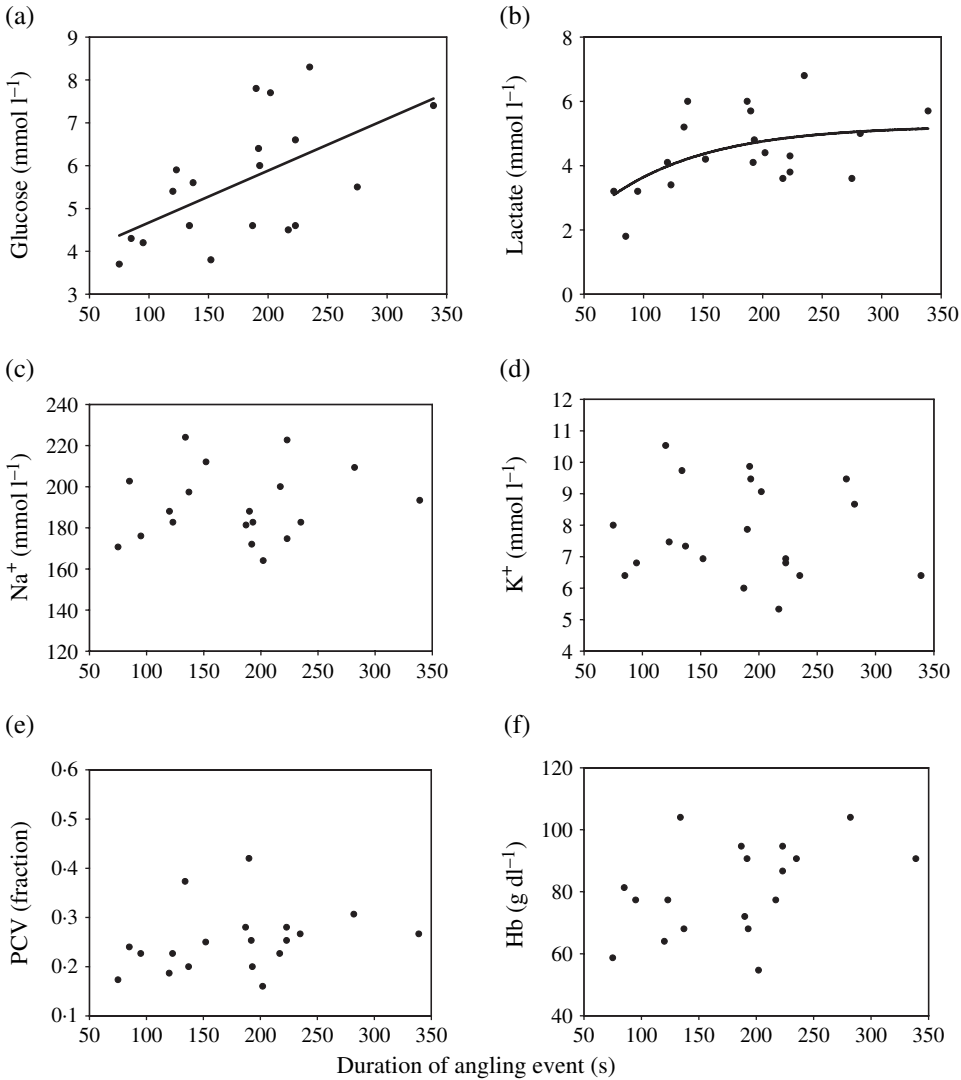 (a)
Glucose (mmol l⁻¹)
9
8
7
6
5
4
3
50 100 150 200 250 300 350
(b)
Lactate (mmol l⁻¹)
8
6
4
2
0
50 100 150 200 250 300 350
(c)
Na⁺ (mmol l⁻¹)
240
220
200
180
160
140
120
50 100 150 200 250 300 350
(d)
K⁺ (mmol l⁻¹)
12
11
10
9
8
7
6
5
4
50 100 150 200 250 300 350
(e)
PCV (fraction)
0·6
0·5
0·4
0·3
0·2
0·1
50 100 150 200 250 300 350
(f)
Hb (g dl⁻¹)
120
100
80
60
40
50 100 150 200 250 300 350
Duration of angling event (s)